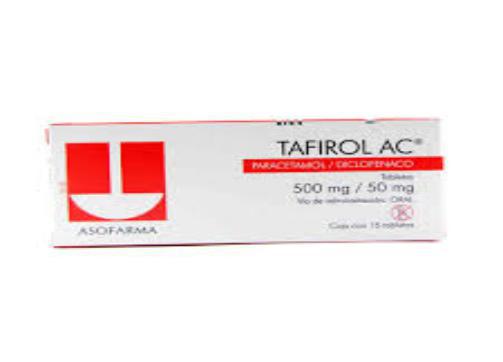 TAFIROL AC®
PARACETAMOL / DICLOFENACO
Tabletas
500 mg / 50 mg
Vía de administración: ORAL
Caja con 15 tabletas
ASOFARMA